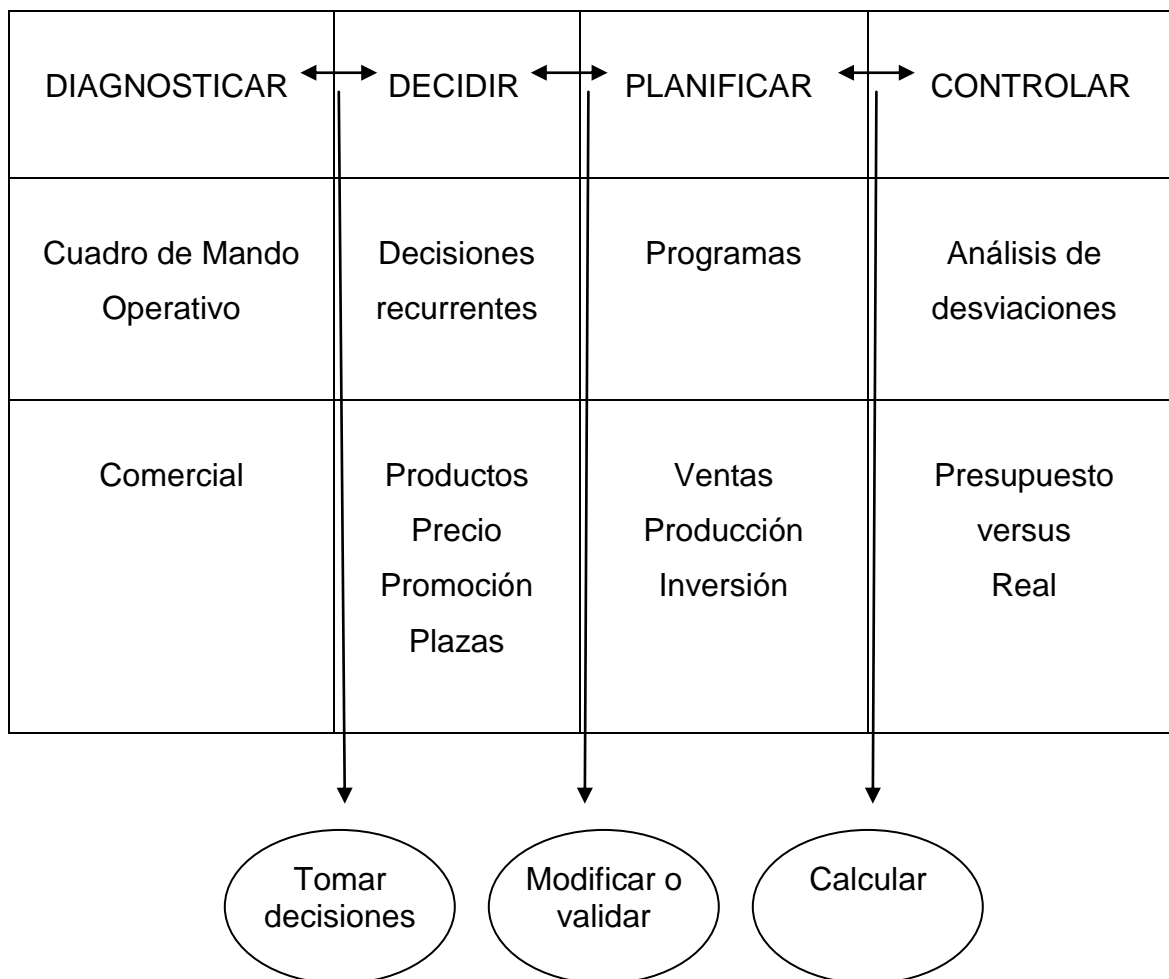 DIAGNOSTICAR
DECIDIR
PLANIFICAR
CONTROLAR
Cuadro de Mando
Operativo
Decisiones
recurrentes
Programas
Análisis de
desviaciones
Comercial
Productos
Precio
Promoción
Plazas
Ventas
Producción
Inversión
Presupuesto
versus
Real
Tomar
decisiones
Modificar o
validar
Calcular